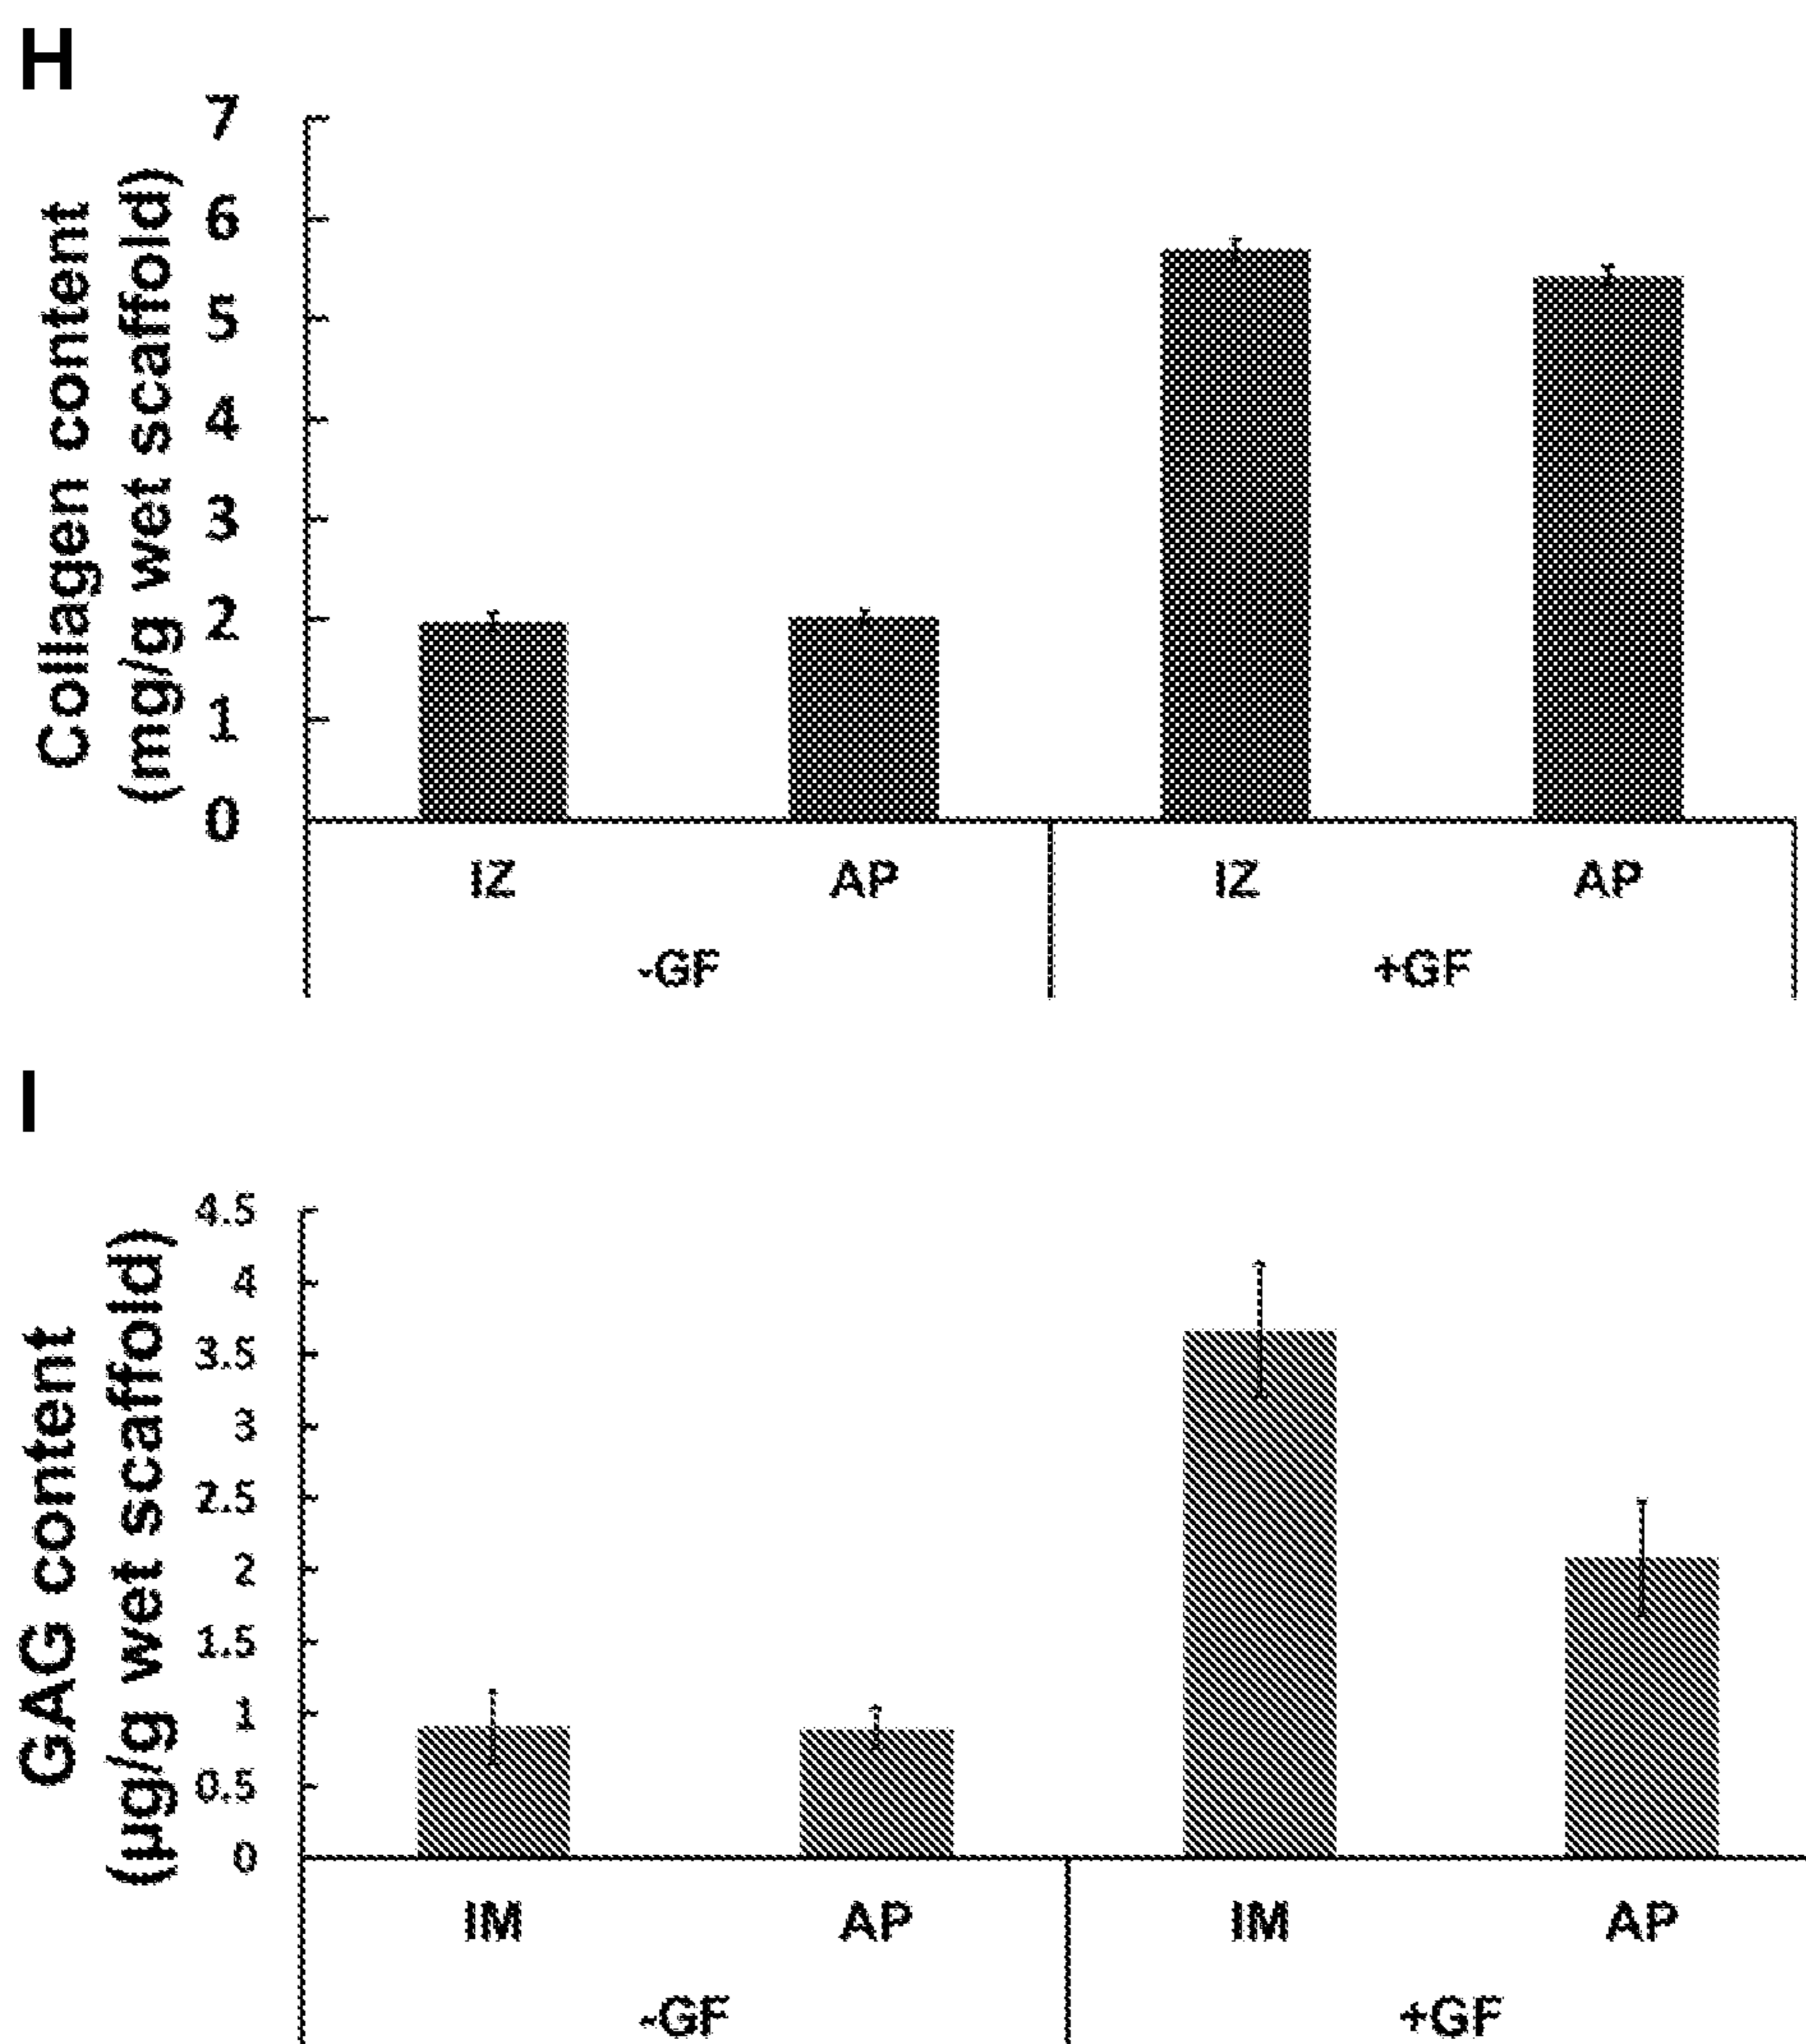 H
Collagen content
(mg/g wet scaffold)
7
6
5
4
3
2
1
0
IZ AP IZ AP
-GF +GF
I
GAG content
(µg/g wet scaffold)
4.5
4
3.5
3
2.5
2
1.5
1
0.5
0
IM AP IM AP
-GF +GF